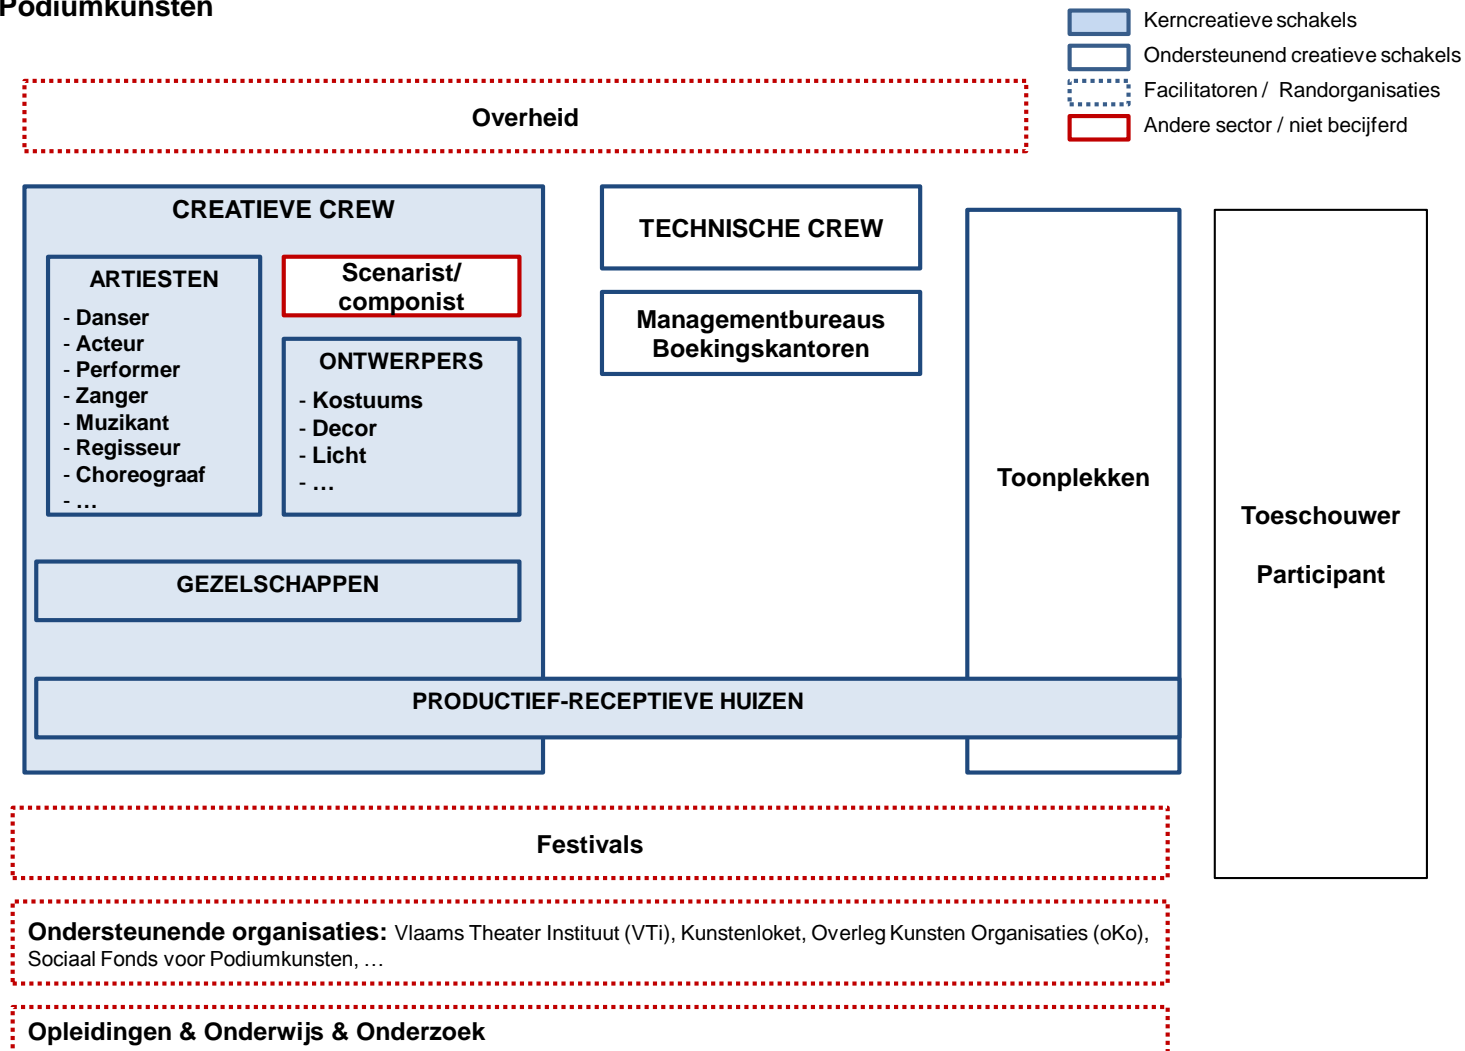 Podiumkunsten
Kerncreatieve schakels
Ondersteunend creatieve schakels
Facilitatoren / Randorganisaties
Andere sector / niet becijferd
Overheid
CREATIEVE CREW
ARTIESTEN
- Danser
- Acteur
- Performer
- Zanger
- Muzikant
- Regisseur
- Choreograaf
- …
Scenarist/
componist
ONTWERPERS
- Kostuums
- Decor
- Licht
- …
GEZELSCHAPPEN
TECHNISCHE CREW
Managementbureaus
Boekingskantoren
Toonplekken
Toeschouwer
Participant
PRODUCTIEF-RECEPTIEVE HUIZEN
Festivals
Ondersteunende organisaties: Vlaams Theater Instituut (VTi), Kunstenloket, Overleg Kunsten Organisaties (oKo),
Sociaal Fonds voor Podiumkunsten, …
Opleidingen & Onderwijs & Onderzoek